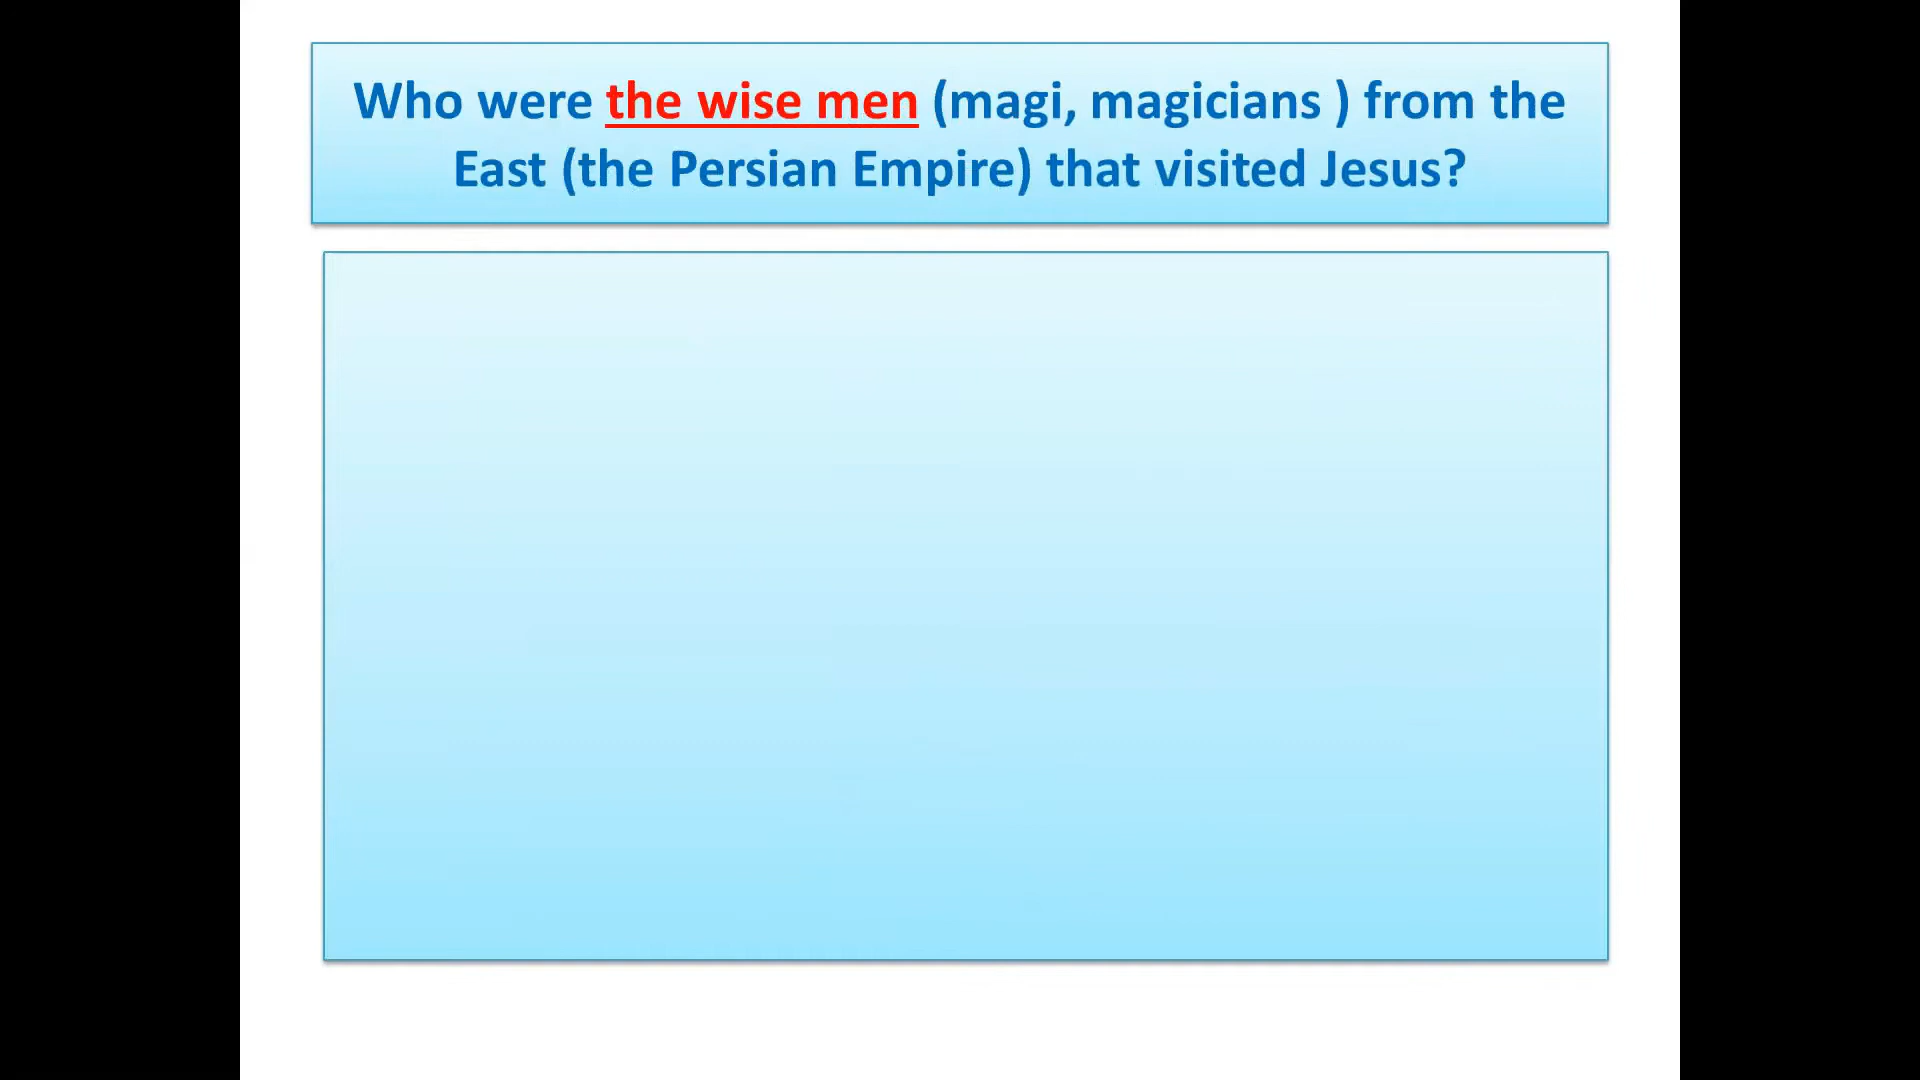 Who were the wise men (magi, magicians ) from the
East (the Persian Empire) that visited Jesus?